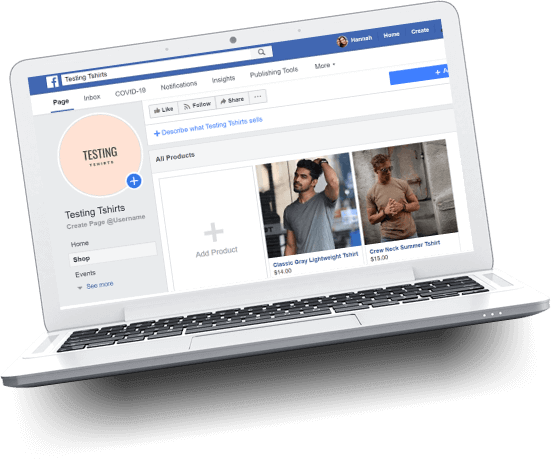 Testing Tshirts
Hannah Home Create
Page Inbox COVID-19 Notifications Insights Publishing Tools More
Like Follow Share ...
+ Describe what Testing Tshirts sells
All Products
TESTING
TSHIRTS
Testing Tshirts
Create Page @Username
Home
Shop
Events
See more
Add Product
Classic Gray Lightweight Tshirt
$14.00
Crew Neck Summer Tshirt
$15.00